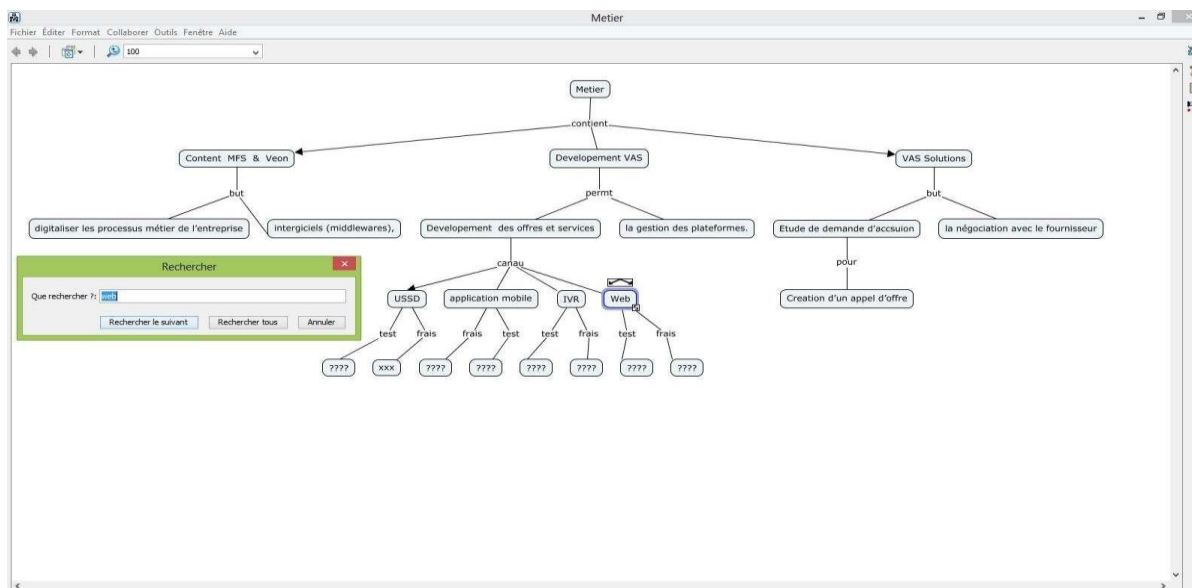 Metier
Fichier Éditer Format Collaborer Outils Fenêtre Aide
100
Metier
contient
Content MFS & Veon
Developement VAS
VAS Solutions
but
permt
but
digitaliser les processus métier de l'entreprise
intergiciels (middlewares),
Developement des offres et services
la gestion des plateformes.
Etude de demande d'accsuion
la négociation avec le fournisseur
canau
pour
Rechercher
Que rechercher ?: web
Rechercher le suivant
Rechercher tous
Annuler
USSD
application mobile
IVR
Web
Creation d'un appel d'offre
test frais frais test test frais test frais
???? xxx ???? ???? ???? ???? ???? ????